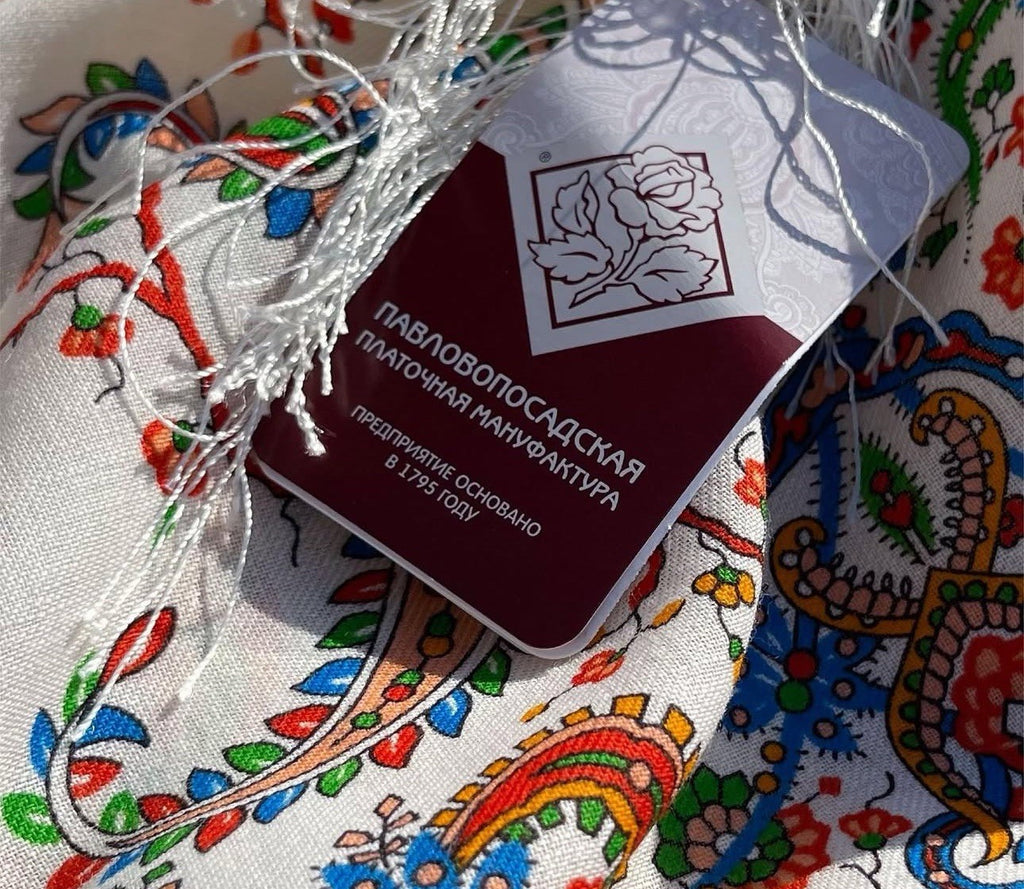 ®
ПАВЛОВОПОСАДСКАЯ
ПЛАТОЧНАЯ МАНУФАКТУРА
ПРЕДПРИЯТИЕ ОСНОВАНО
В 1795 ГОДУ